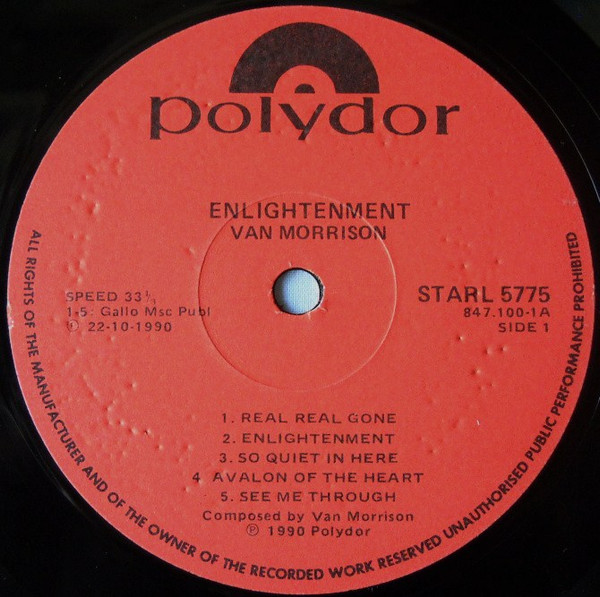 polydor
ENLIGHTENMENT
VAN MORRISON
SPEED 33⅓
1-5: Gallo Msc Publ
© 22-10-1990
STARL 5775
847.100-1A
SIDE 1
1. REAL REAL GONE
2. ENLIGHTENMENT
3. SO QUIET IN HERE
4 AVALON OF THE HEART
5. SEE ME THROUGH
Composed by Van Morrison
℗ 1990 Polydor
ALL RIGHTS OF THE MANUFACTURER AND OF THE OWNER OF THE RECORDED WORK RESERVED UNAUTHORISED PUBLIC PERFORMANCE PROHIBITED